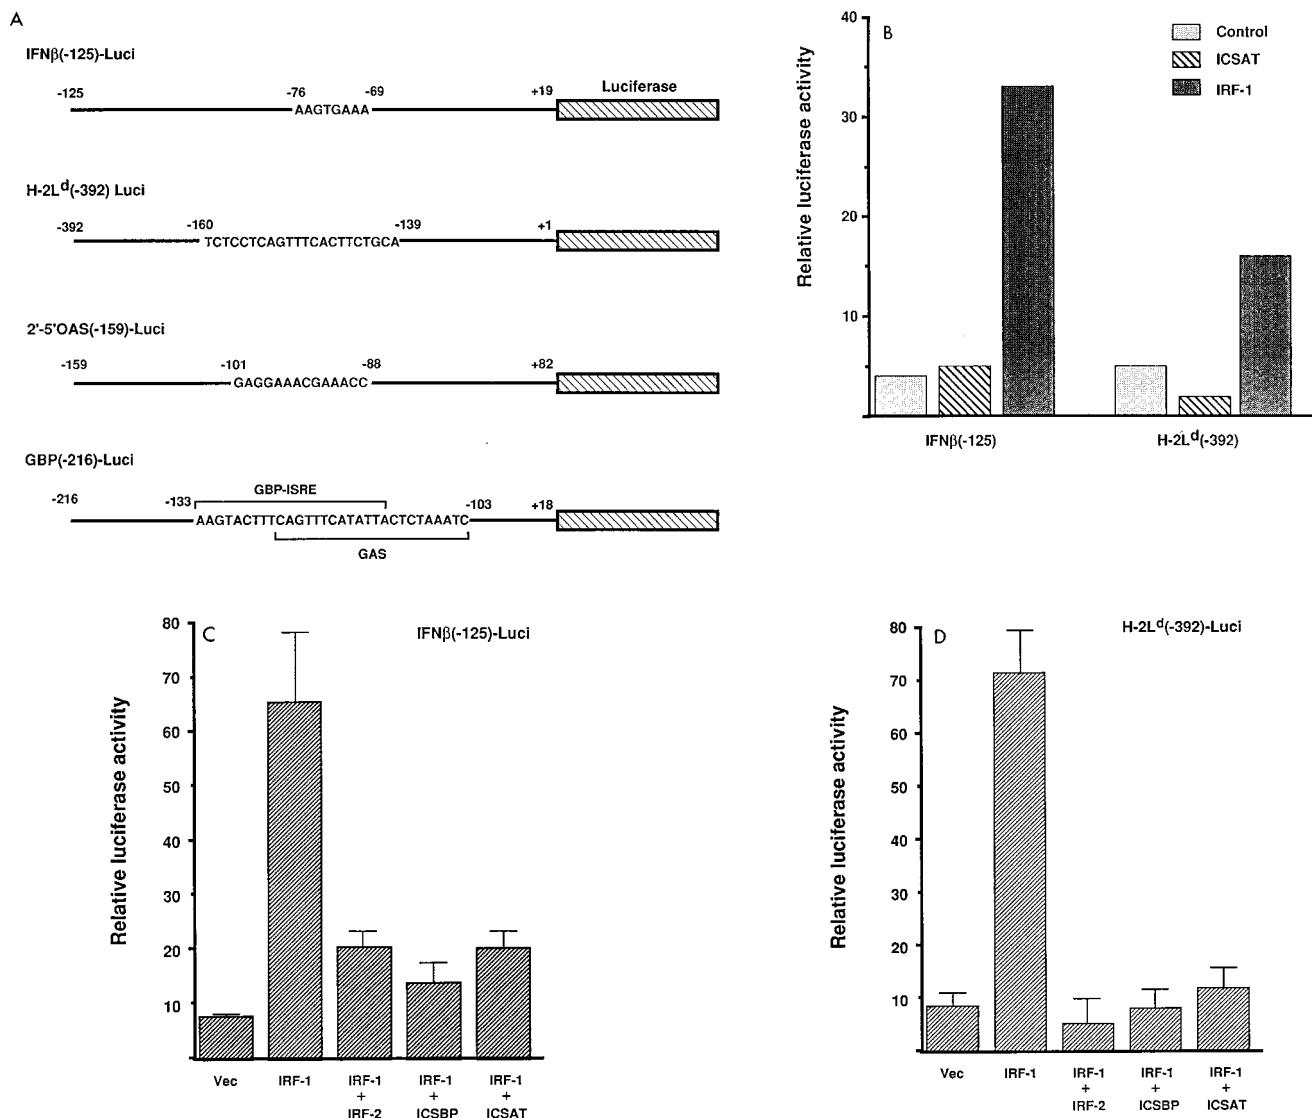 A
IFNβ(-125)-Luci
-125
-76
-69
+19
Luciferase
AAGTGAAA
H-2Ld(-392) Luci
-392
-160
-139
+1
TCTCCTCAGTTTCACTTCTGCA
2'-5'OAS(-159)-Luci
-159
-101
-88
+82
GAGGAAACGAAACC
GBP(-216)-Luci
-216
-133
GBP-ISRE
-103
+18
AAGTACTTTCAGTTTCATATTACTCTAAATC
GAS
B
Relative luciferase activity
40
30
20
10
Control
ICSAT
IRF-1
IFNβ(-125)
H-2Ld(-392)
C
IFNβ(-125)-Luci
Relative luciferase activity
80
70
60
50
40
30
20
10
Vec
IRF-1
IRF-1 + IRF-2
IRF-1 + ICSBP
IRF-1 + ICSAT
D
H-2Ld(-392)-Luci
Relative luciferase activity
80
70
60
50
40
30
20
10
Vec
IRF-1
IRF-1 + IRF-2
IRF-1 + ICSBP
IRF-1 + ICSAT